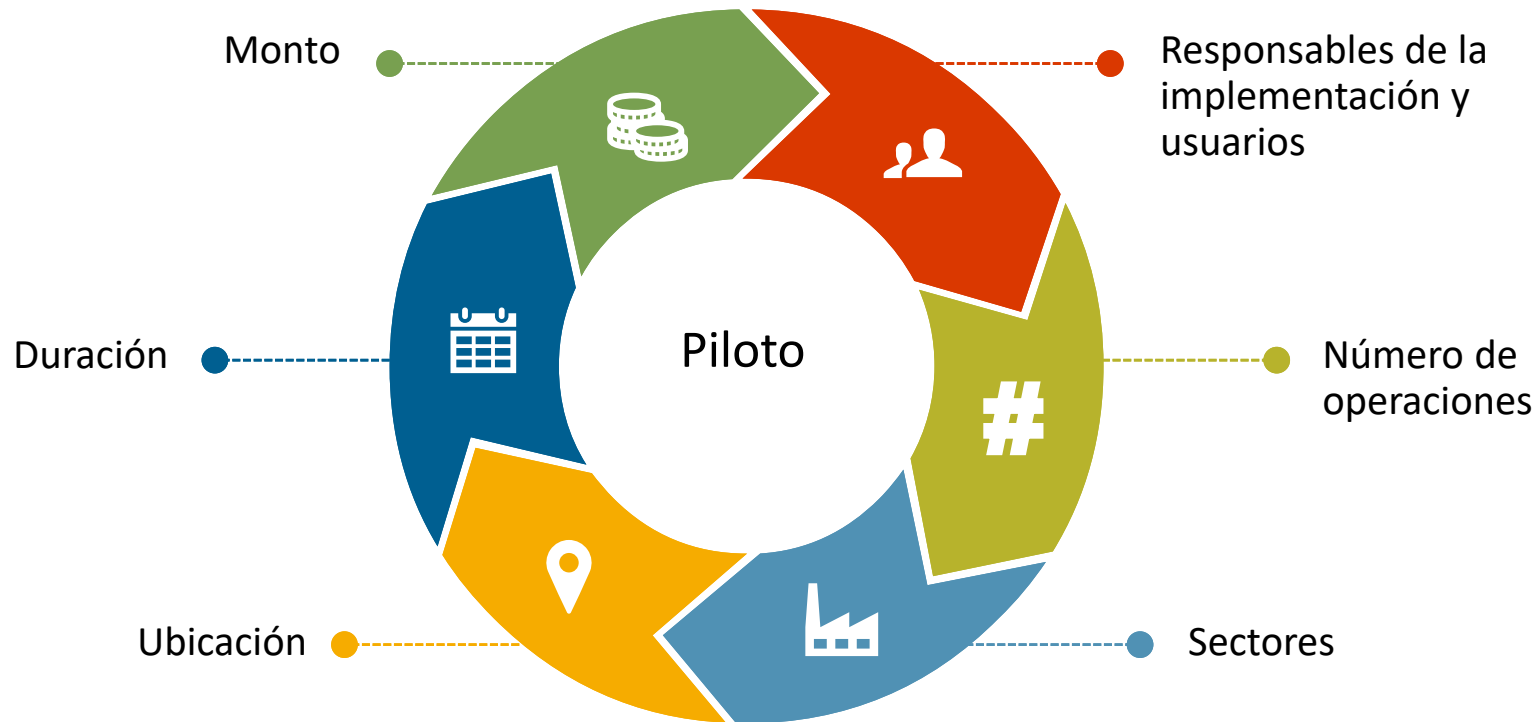 Monto
Responsables de la
implementación y
usuarios
Duración
Piloto
Número de
operaciones
#
Ubicación
Sectores